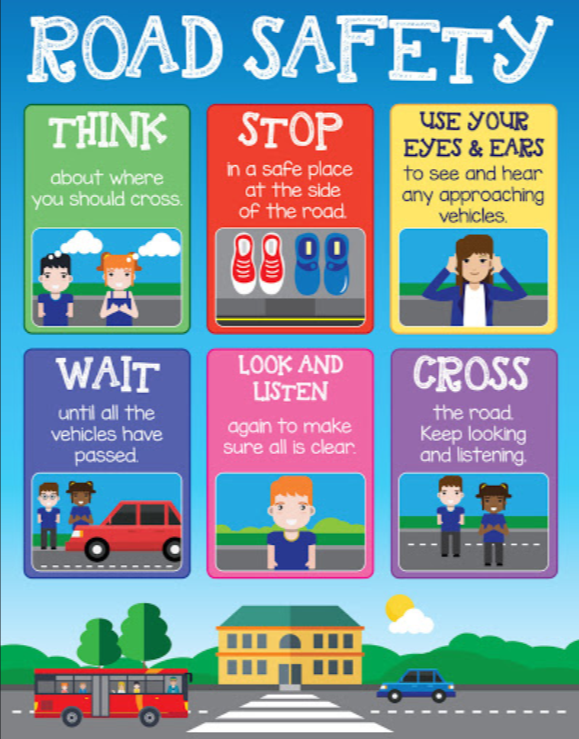 ROAD SAFETY
THINK
about where
you should cross.
STOP
in a safe place
at the side
of the road.
USE YOUR
EYES & EARS
to see and hear
any approaching
vehicles.
WAIT
until all the
vehicles have
passed.
LOOK AND
LISTEN
again to make
sure all is clear.
CROSS
the road.
Keep looking
and listening.